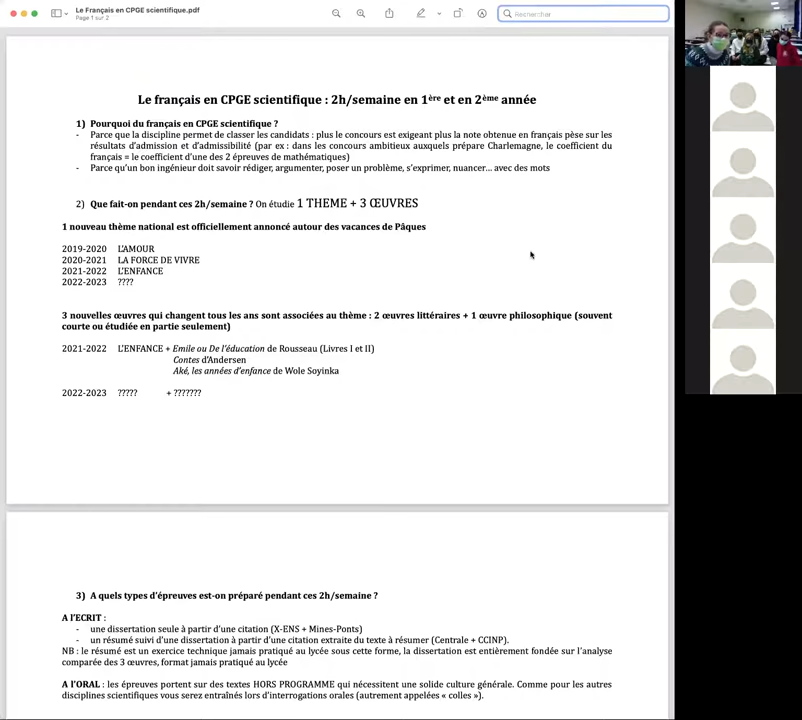 Le Français en CPGE scientifique.pdf
Page 1 sur 2
Rechercher
Le français en CPGE scientifique : 2h/semaine en 1ère et en 2ème année
1) Pourquoi du français en CPGE scientifique ?
- Parce que la discipline permet de classer les candidats : plus le concours est exigeant plus la note obtenue en français pèse sur les
résultats d'admission et d'admissibilité (par ex : dans les concours ambitieux auxquels prépare Charlemagne, le coefficient du
français = le coefficient d'une des 2 épreuves de mathématiques)
- Parce qu'un bon ingénieur doit savoir rédiger, argumenter, poser un problème, s'exprimer, nuancer... avec des mots
2) Que fait-on pendant ces 2h/semaine ? On étudie 1 THEME + 3 ŒUVRES
1 nouveau thème national est officiellement annoncé autour des vacances de Pâques
2019-2020 L'AMOUR
2020-2021 LA FORCE DE VIVRE
2021-2022 L'ENFANCE
2022-2023 ????
3 nouvelles œuvres qui changent tous les ans sont associées au thème : 2 œuvres littéraires + 1 œuvre philosophique (souvent
courte ou étudiée en partie seulement)
2021-2022 L'ENFANCE + Emile ou De l'éducation de Rousseau (Livres I et II)
Contes d'Andersen
Aké, les années d'enfance de Wole Soyinka
2022-2023 ????? + ???????
3) A quels types d'épreuves est-on préparé pendant ces 2h/semaine ?
A l'ECRIT :
- une dissertation seule à partir d'une citation (X-ENS + Mines-Ponts)
- un résumé suivi d'une dissertation à partir d'une citation extraite du texte à résumer (Centrale + CCINP).
NB : le résumé est un exercice technique jamais pratiqué au lycée sous cette forme, la dissertation est entièrement fondée sur l'analyse
comparée des 3 œuvres, format jamais pratiqué au lycée
A l'ORAL : les épreuves portent sur des textes HORS PROGRAMME qui nécessitent une solide culture générale. Comme pour les autres
disciplines scientifiques vous serez entraînés lors d'interrogations orales (autrement appelées « colles »).